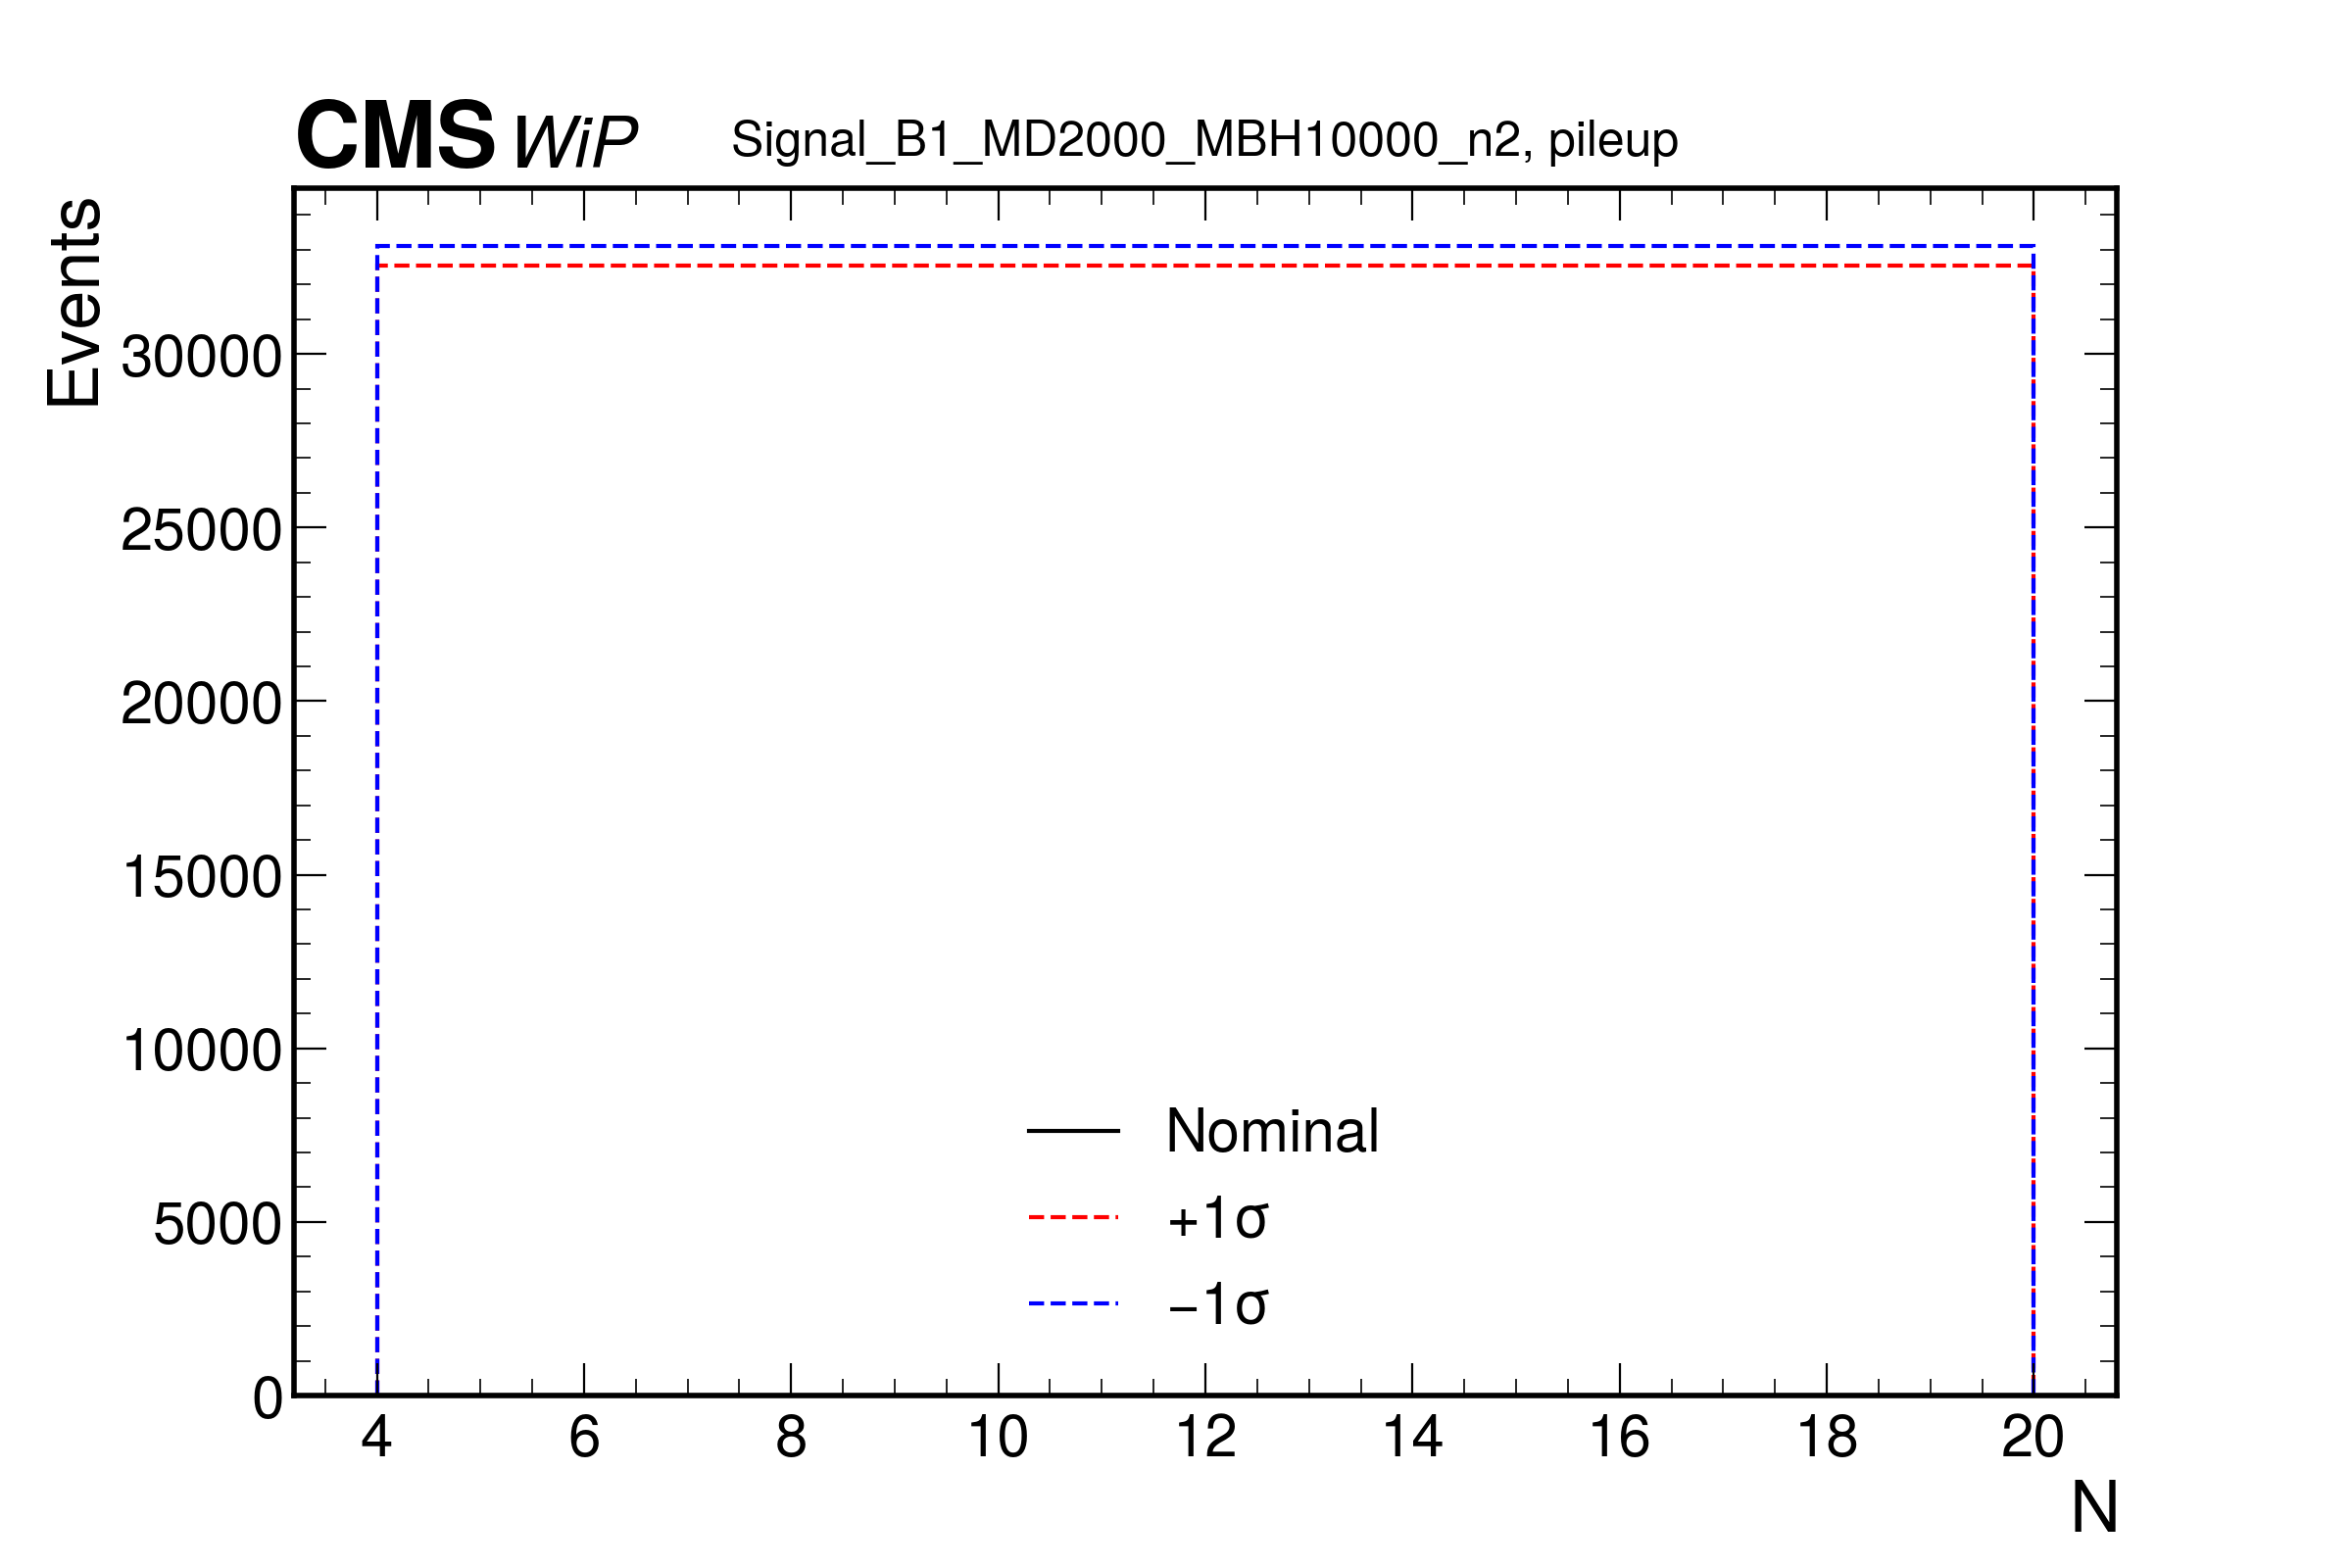 CMS WiP Signal_B1_MD2000_MBH10000_n2, pileup
Events
30000
25000
20000
15000
10000
5000
0
Nominal
+1σ
−1σ
4 6 8 10 12 14 16 18 20
N